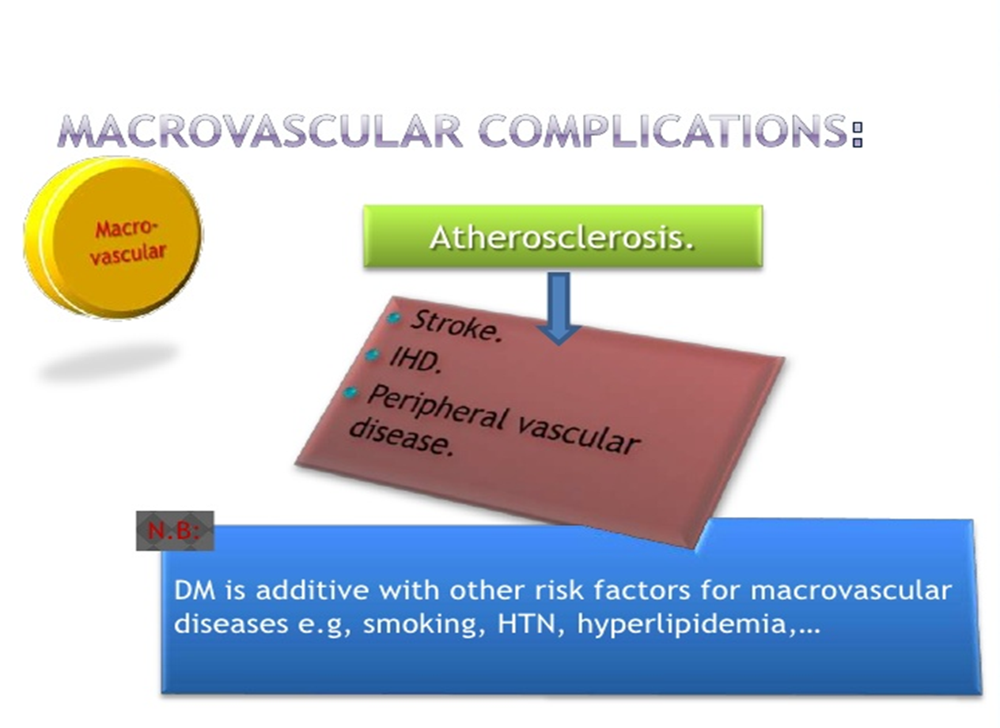 MACROVASCULAR COMPLICATIONS:
Macro-
vascular
Atherosclerosis.
Stroke.
IHD.
Peripheral vascular
disease.
N.B:
DM is additive with other risk factors for macrovascular
diseases e.g, smoking, HTN, hyperlipidemia,...